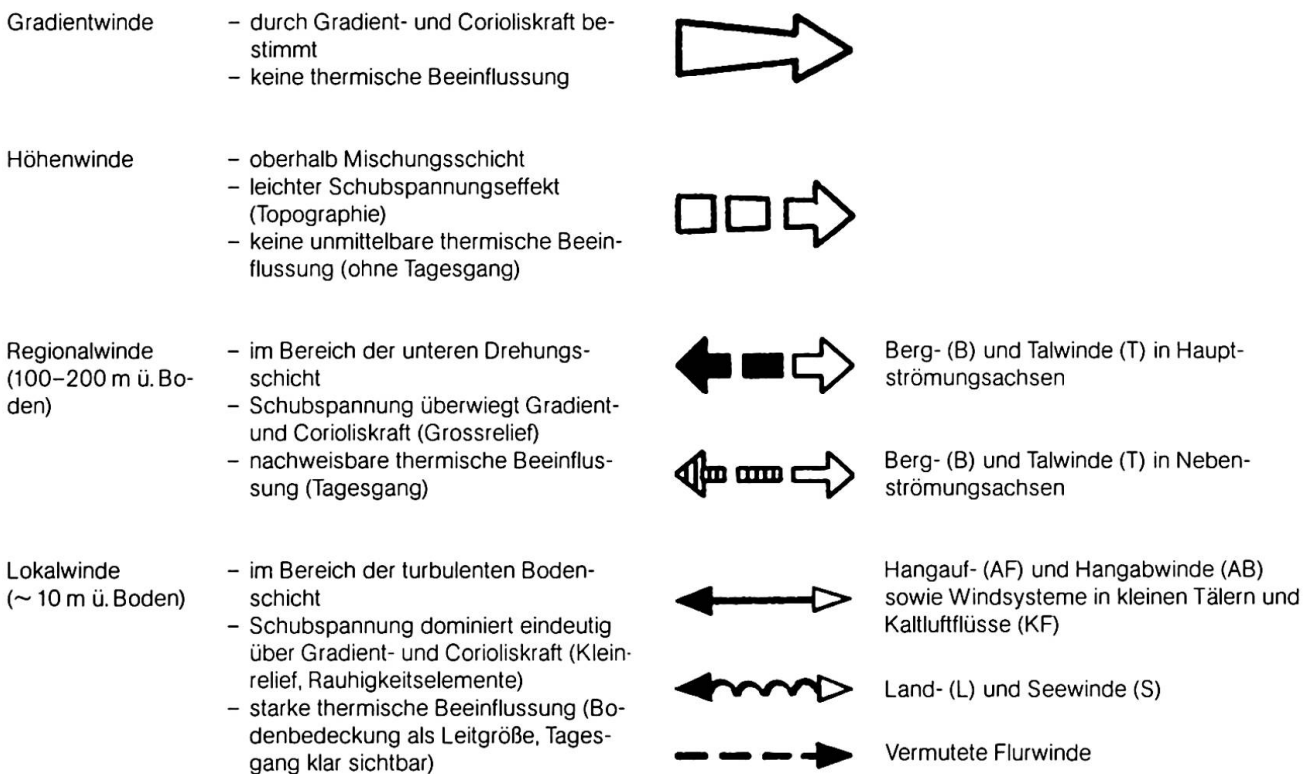 Gradientwinde
– durch Gradient- und Corioliskraft be-
stimmt
– keine thermische Beeinflussung
Höhenwinde
– oberhalb Mischungsschicht
– leichter Schubspannungseffekt
(Topographie)
– keine unmittelbare thermische Beein-
flussung (ohne Tagesgang)
Regionalwinde
(100–200 m ü. Bo-
den)
– im Bereich der unteren Drehungs-
schicht
– Schubspannung überwiegt Gradient-
und Corioliskraft (Grossrelief)
– nachweisbare thermische Beeinflus-
sung (Tagesgang)
Berg- (B) und Talwinde (T) in Haupt-
strömungsachsen
Berg- (B) und Talwinde (T) in Neben-
strömungsachsen
Lokalwinde
(~ 10 m ü. Boden)
– im Bereich der turbulenten Boden-
schicht
– Schubspannung dominiert eindeutig
über Gradient- und Corioliskraft (Klein-
relief, Rauhigkeitselemente)
– starke thermische Beeinflussung (Bo-
denbedeckung als Leitgröße, Tages-
gang klar sichtbar)
Hangauf- (AF) und Hangabwinde (AB)
sowie Windsysteme in kleinen Tälern und
Kaltluftflüsse (KF)
Land- (L) und Seewinde (S)
Vermutete Flurwinde